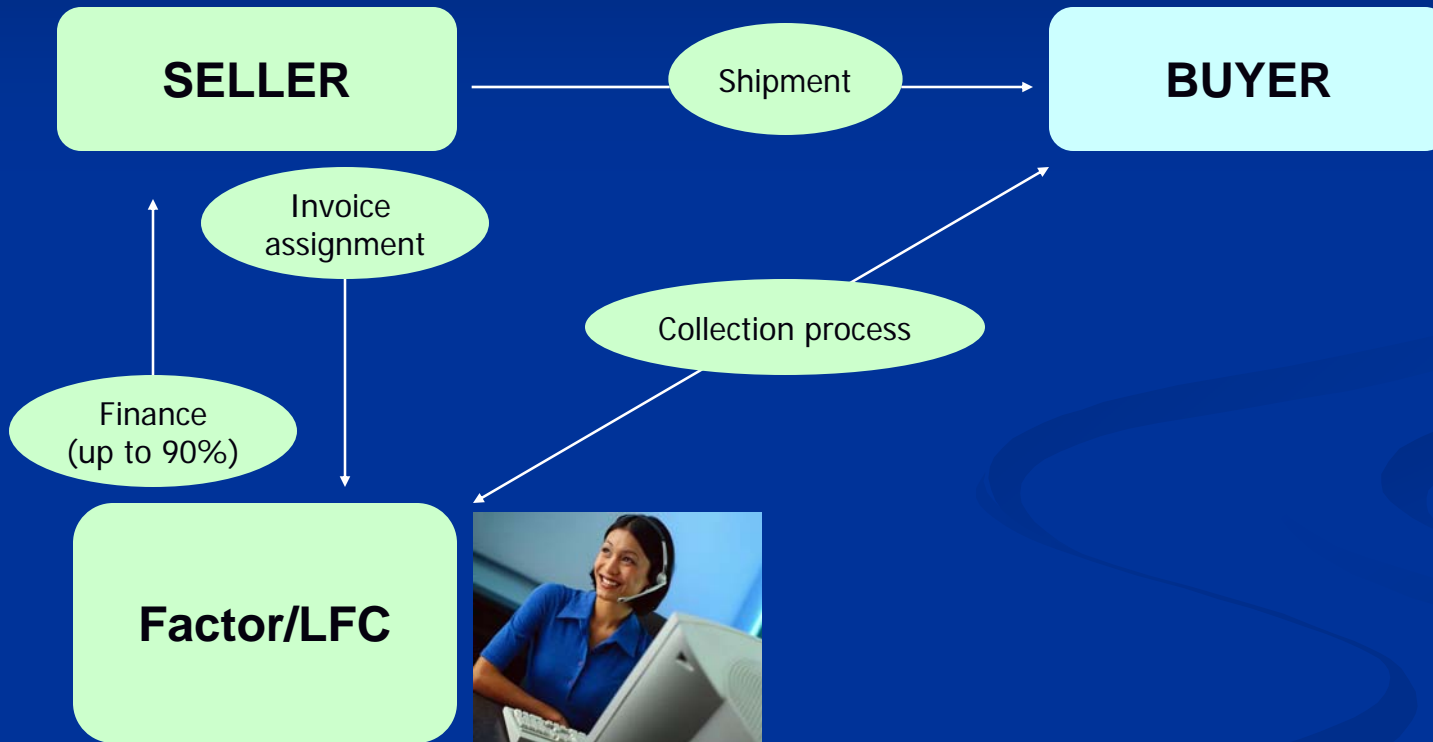 SELLER
Shipment
BUYER
Invoice
assignment
Collection process
Finance
(up to 90%)
Factor/LFC